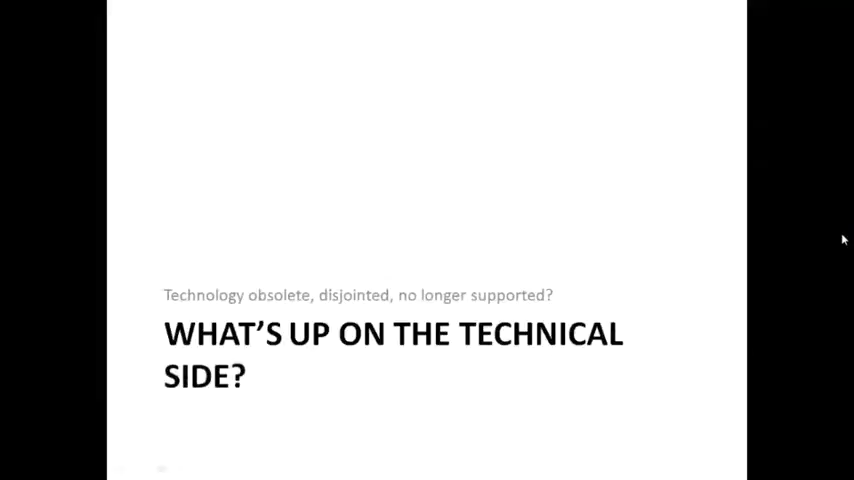 Technology obsolete, disjointed, no longer supported?
WHAT'S UP ON THE TECHNICAL
SIDE?